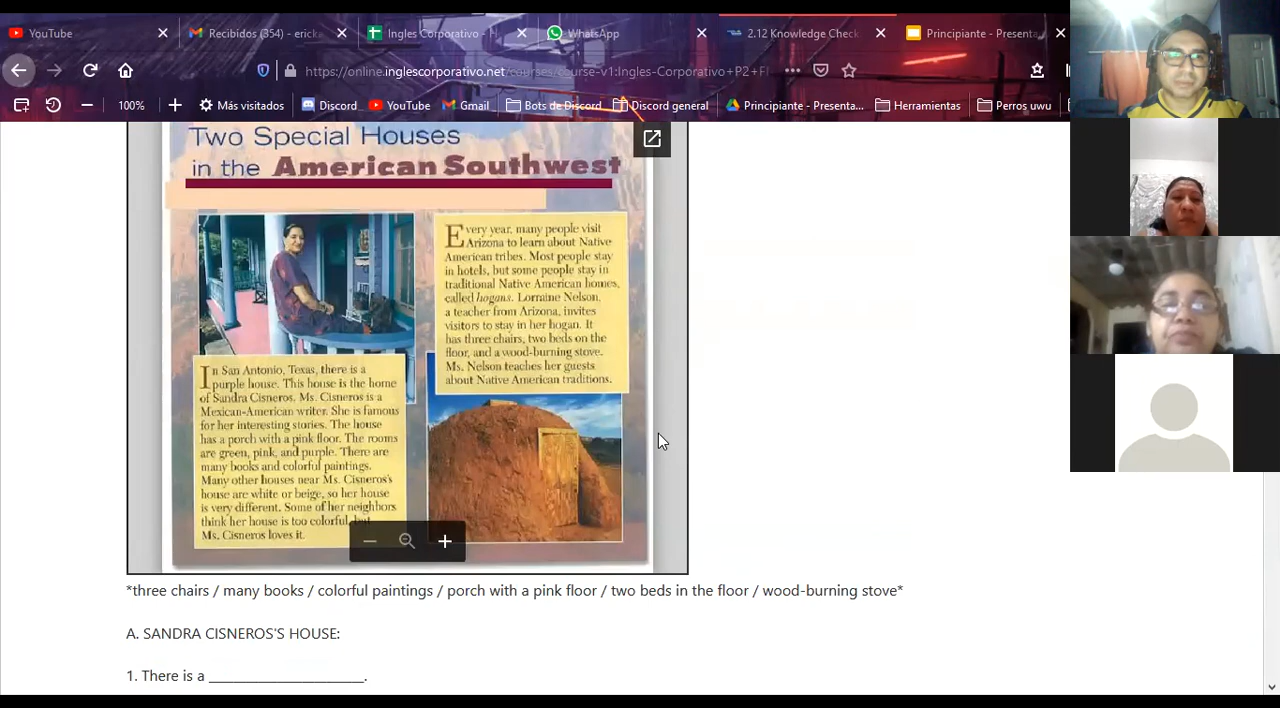 YouTube
Recibidos (354) - erick
Ingles Corporativo - H
WhatsApp
2.12 Knowledge Check
Principiante - Presenta
https://online.inglescorporativo.net/courses/course-v1:Ingles-Corporativo+P2+
100%
Más visitados
Discord
YouTube
Gmail
Bots de Discord
Discord general
Principiante - Presenta...
Herramientas
Perros uwu
Two Special Houses
in the American Southwest
Every year, many people visit
Arizona to learn about Native
American tribes. Most people stay
in hotels, but some people stay in
traditional Native American homes,
called hogans. Lorraine Nelson,
a teacher from Arizona, invites
visitors to stay in her hogan. It
has three chairs, two beds on the
floor, and a wood-burning stove.
Ms. Nelson teaches her guests
about Native American traditions.
In San Antonio, Texas, there is a
purple house. This house is the home
of Sandra Cisneros. Ms. Cisneros is a
Mexican-American writer. She is famous
for her interesting stories. The house
has a porch with a pink floor. The rooms
are green, pink, and purple. There are
many books and colorful paintings.
Many other houses near Ms. Cisneros's
house are white or beige, so her house
is very different. Some of her neighbors
think her house is too colorful, but
Ms. Cisneros loves it.
*three chairs / many books / colorful paintings / porch with a pink floor / two beds in the floor / wood-burning stove/
A. SANDRA CISNEROS'S HOUSE:
1. There is a ____________________.